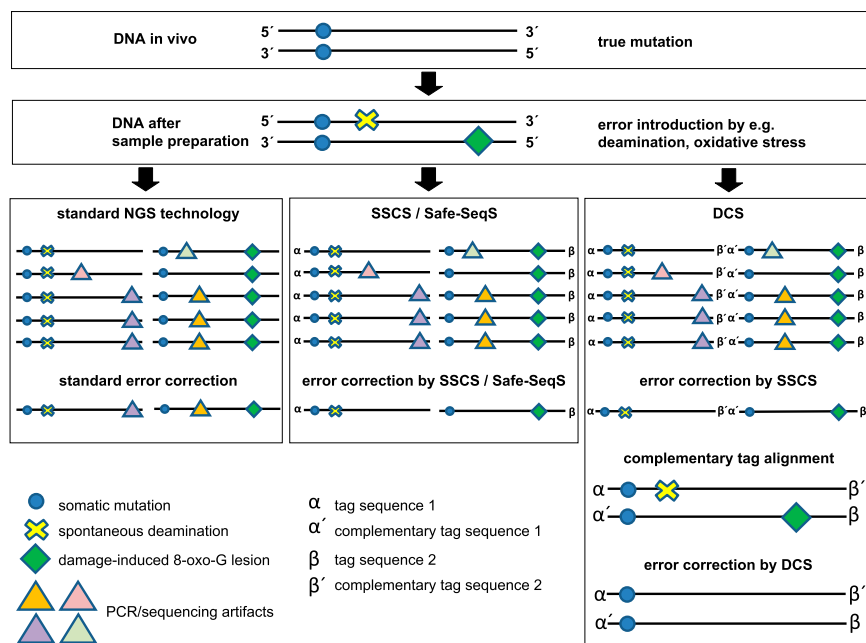 DNA in vivo
5´ 3´
3´ 5´
true mutation
DNA after
sample preparation
5´ 3´
3´ 5´
error introduction by e.g.
deamination, oxidative stress
standard NGS technology
standard error correction
SSCS / Safe-SeqS
α β
α β
α β
α β
α β
error correction by SSCS / Safe-SeqS
α β
DCS
α β´ α´ β
α β´ α´ β
α β´ α´ β
α β´ α´ β
α β´ α´ β
error correction by SSCS
α β´ α´ β
complementary tag alignment
α β´
α´ β
error correction by DCS
α β´
α´ β
somatic mutation
spontaneous deamination
damage-induced 8-oxo-G lesion
PCR/sequencing artifacts
α tag sequence 1
α´ complementary tag sequence 1
β tag sequence 2
β´ complementary tag sequence 2